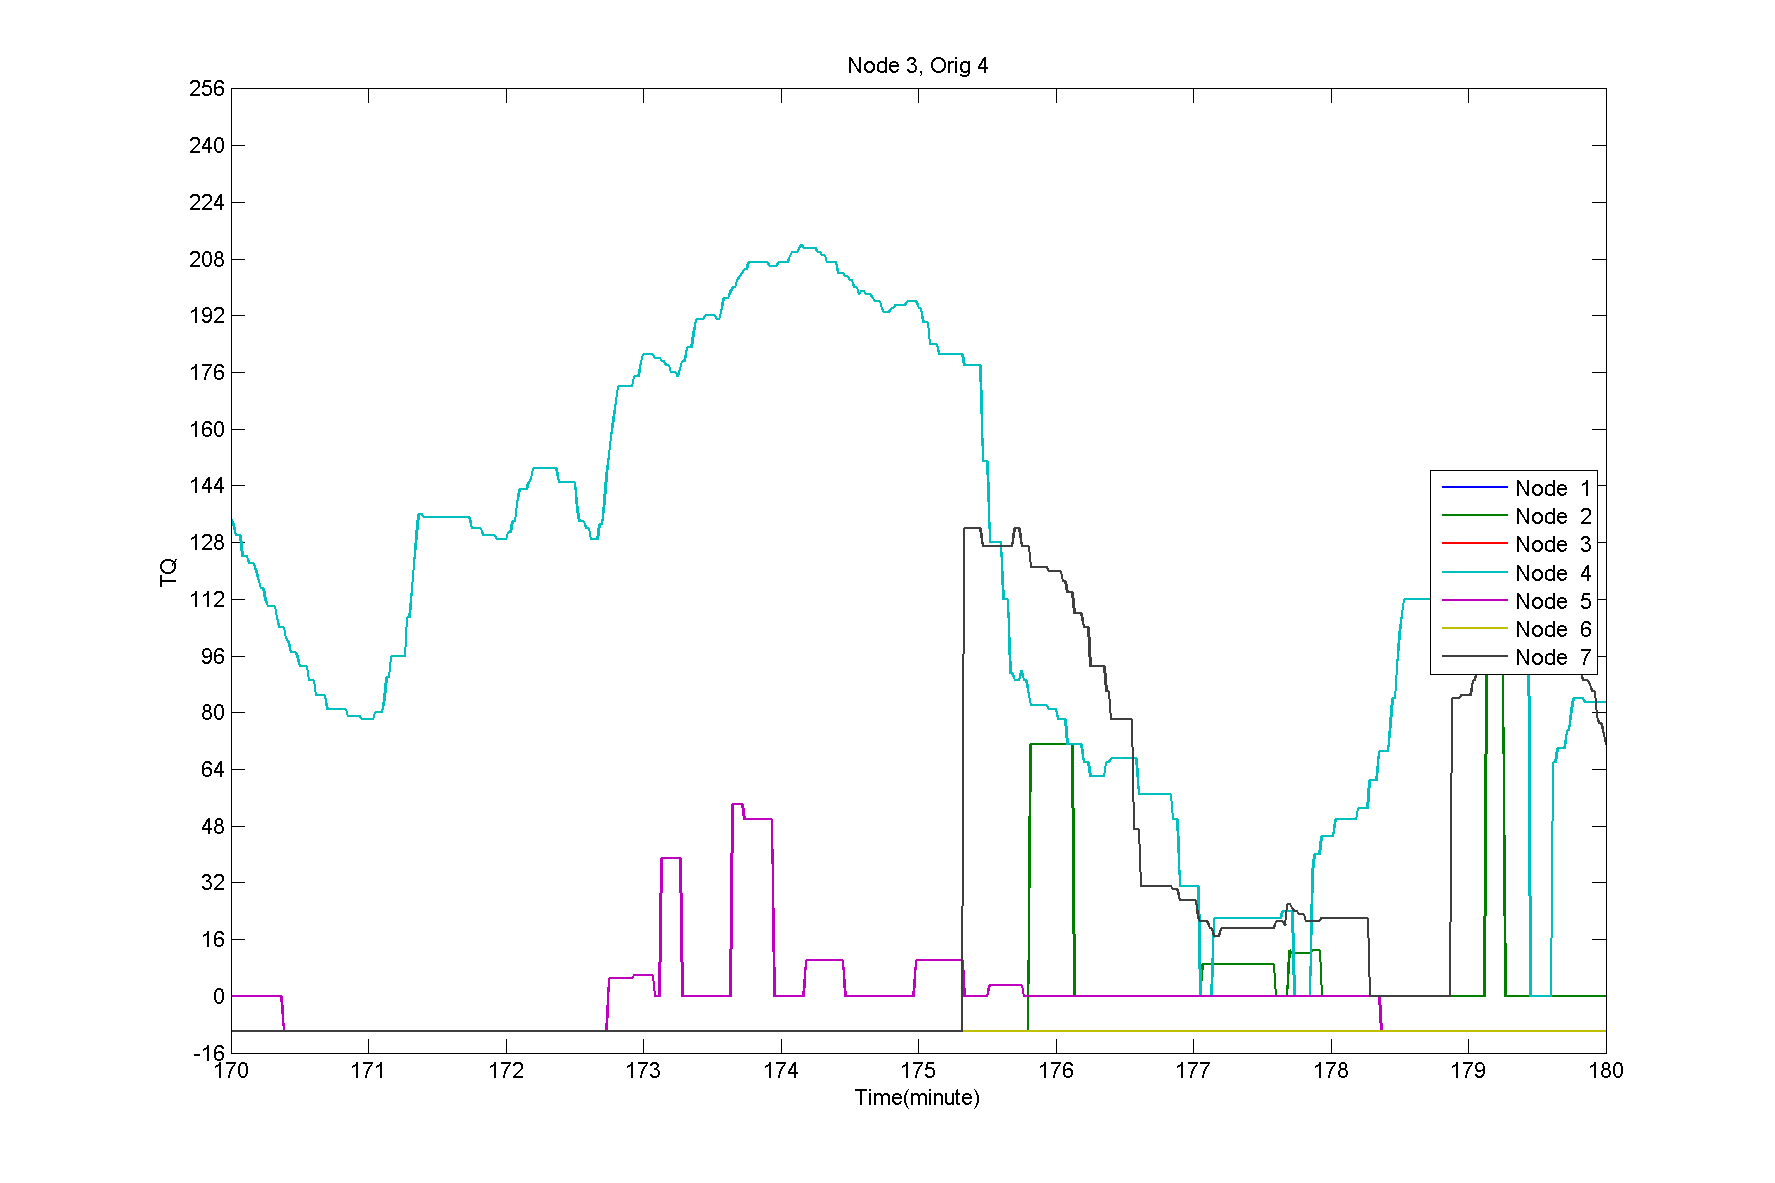 Node 3, Orig 4
256
240
224
208
192
176
160
144
128
112
96
80
64
48
32
16
0
-16
TQ
Node 1
Node 2
Node 3
Node 4
Node 5
Node 6
Node 7
170 171 172 173 174 175 176 177 178 179 180
Time(minute)